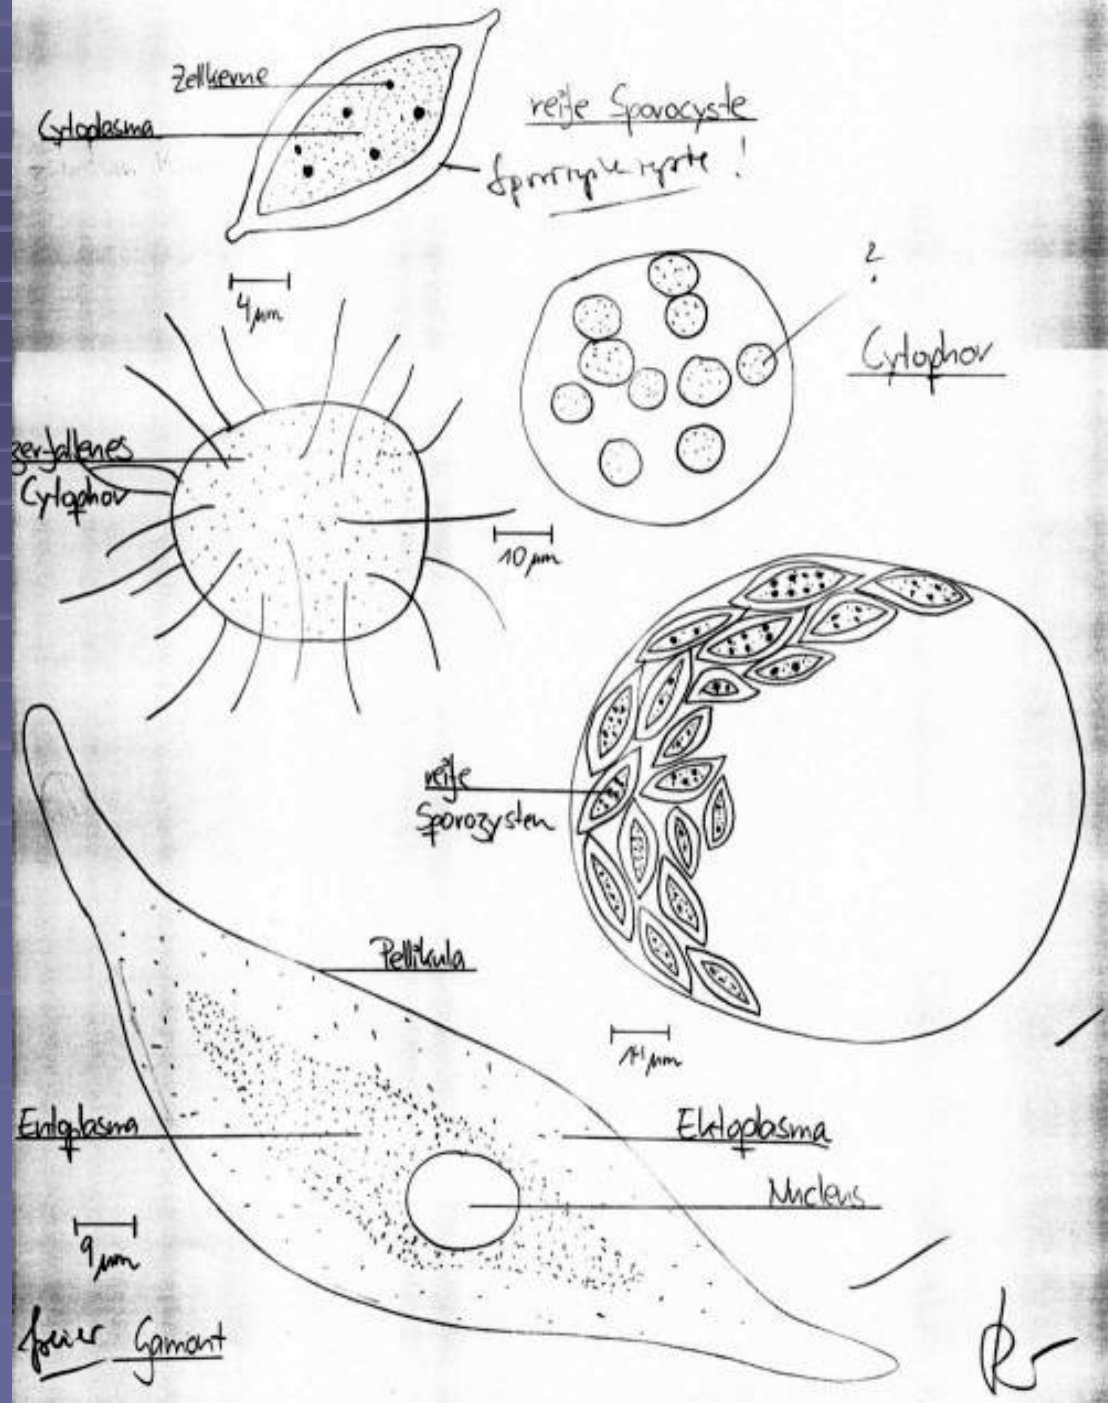 Zellkerne
Cytoplasma
reife Sporocyste
!
4 µm
?
Cytophor
zerfallenes
Cytophor
10 µm
reife
Sporozysten
Pellikula
14 µm
Entoplasma
Ektoplasma
Nucleus
9 µm
freier Gamont